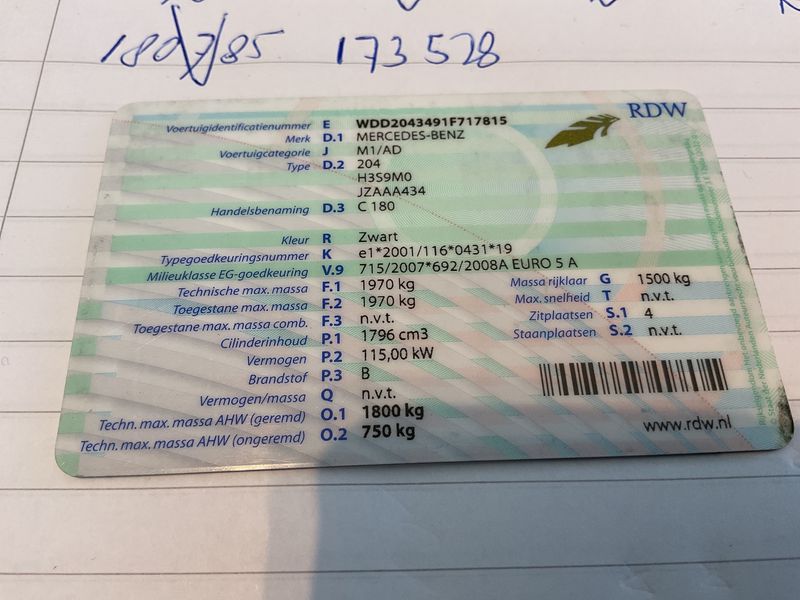 180/85 173 528
RDW
Voertuigidentificatienummer E WDD2043491F717815
Merk D.1 MERCEDES-BENZ
Voertuigcategorie J M1/AD
Type D.2 204
H3S9M0
JZAAA434
Handelsbenaming D.3 C 180
Kleur R Zwart
Typegoedkeuringsnummer K e1*2001/116*0431*19
Milieuklasse EG-goedkeuring V.9 715/2007*692/2008A EURO 5 A
Technische max. massa F.1 1970 kg Massa rijklaar G 1500 kg
Toegestane max. massa F.2 1970 kg Max. snelheid T n.v.t.
Toegestane max. massa comb. F.3 n.v.t. Zitplaatsen S.1 4
Cilinderinhoud P.1 1796 cm3 Staanplaatsen S.2 n.v.t.
Vermogen P.2 115,00 kW
Brandstof P.3 B
Vermogen/massa Q n.v.t.
Techn. max. massa AHW (geremd) O.1 1800 kg
Techn. max. massa AHW (ongeremd) O.2 750 kg
www.rdw.nl